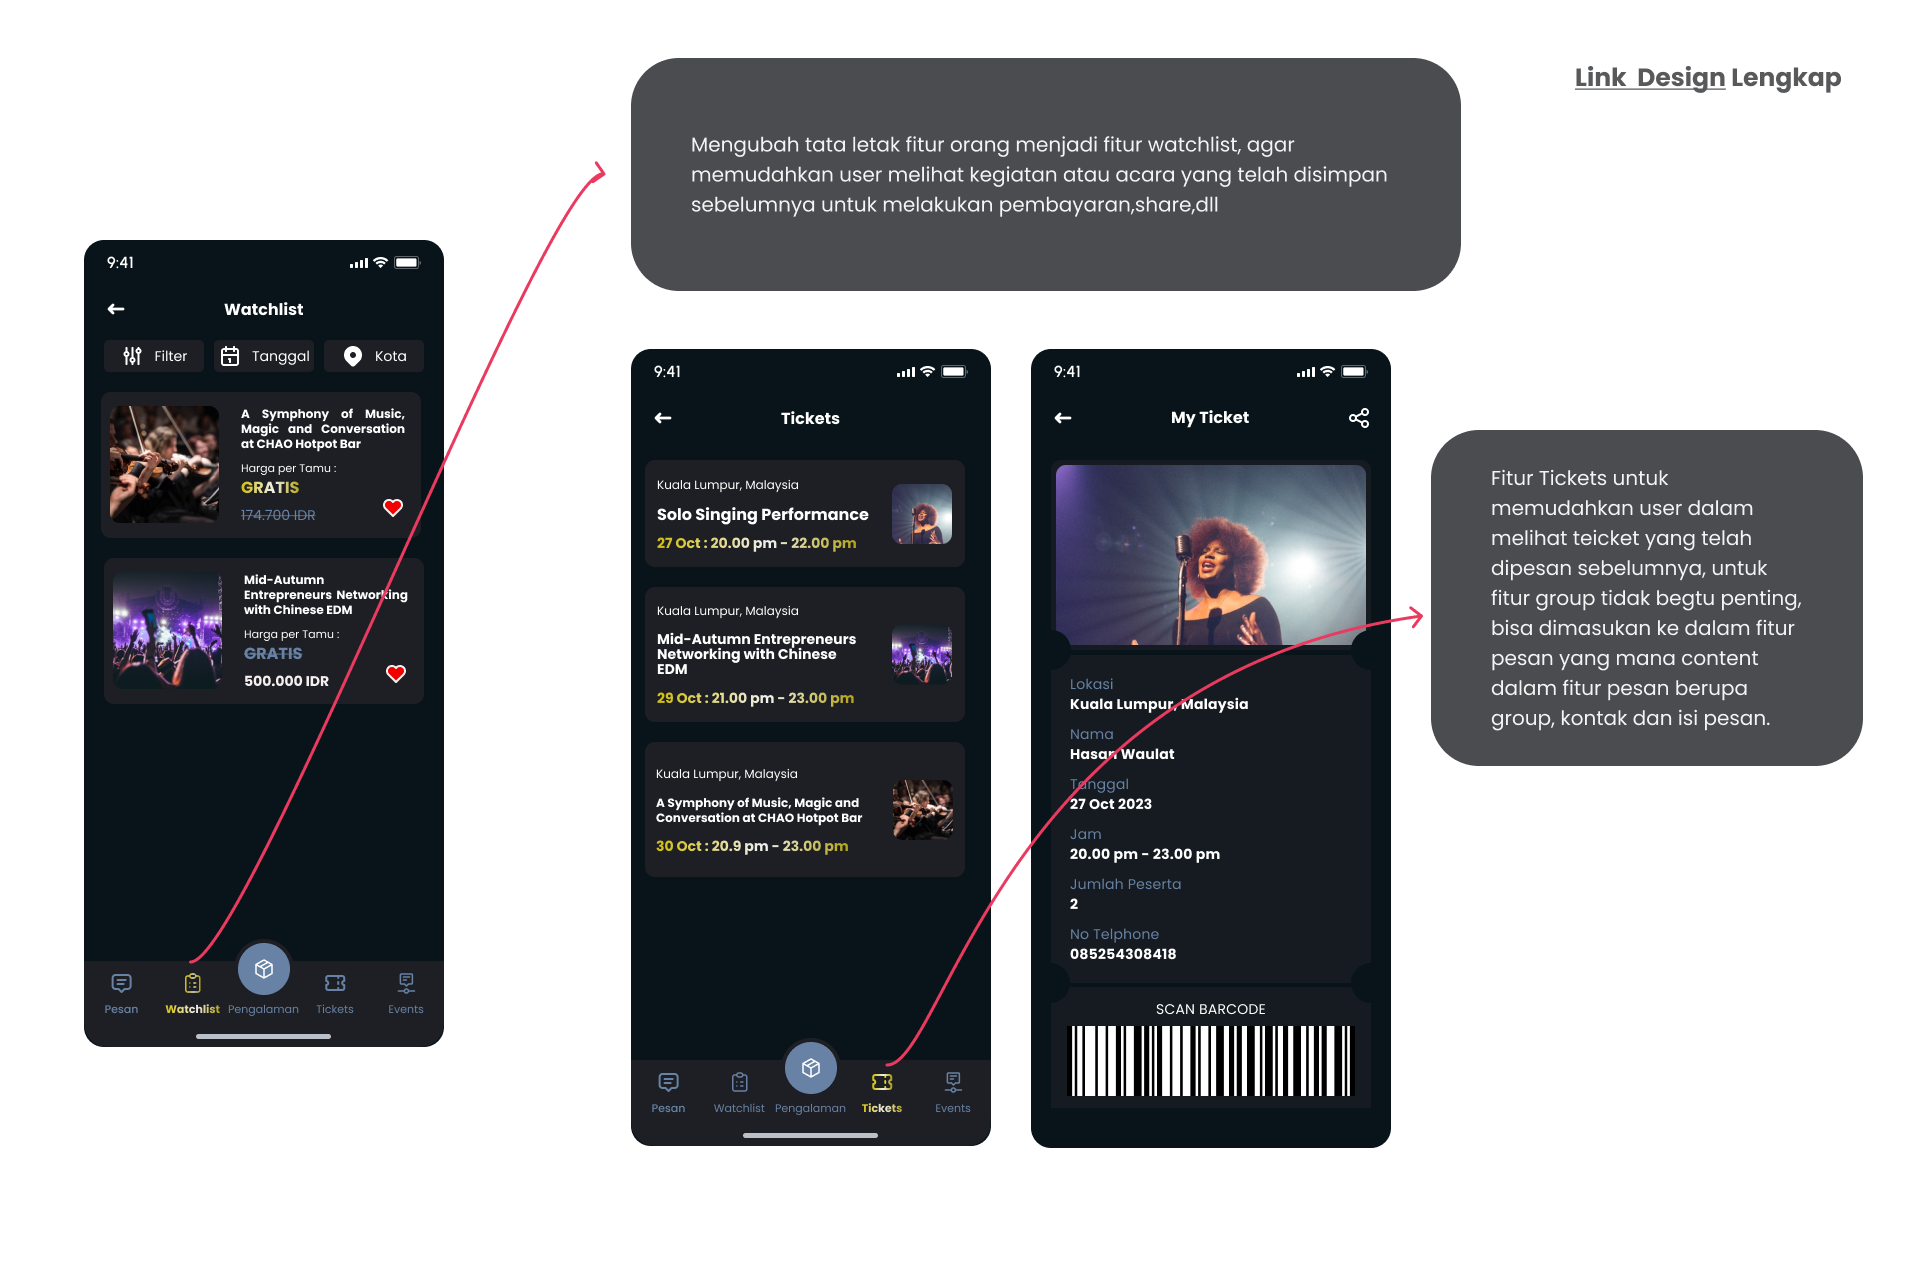 Link  Design Lengkap
Mengubah tata letak fitur orang menjadi fitur watchlist, agar
memudahkan user melihat kegiatan atau acara yang telah disimpan
sebelumnya untuk melakukan pembayaran,share,dll
9:41
Watchlist
Filter
Tanggal
Kota
A Symphony of Music,
Magic and Conversation
at CHAO Hotpot Bar
Harga per Tamu :
GRATIS
174.700 IDR
Mid-Autumn
Entrepreneurs Networking
with Chinese EDM
Harga per Tamu :
GRATIS
500.000 IDR
Pesan
Watchlist
Pengalaman
Tickets
Events
9:41
Tickets
Kuala Lumpur, Malaysia
Solo Singing Performance
27 Oct : 20.00 pm - 22.00 pm
Kuala Lumpur, Malaysia
Mid-Autumn Entrepreneurs
Networking with Chinese
EDM
29 Oct : 21.00 pm - 23.00 pm
Kuala Lumpur, Malaysia
A Symphony of Music, Magic and
Conversation at CHAO Hotpot Bar
30 Oct : 20.9 pm - 23.00 pm
Pesan
Watchlist
Pengalaman
Tickets
Events
9:41
My Ticket
Lokasi
Kuala Lumpur, Malaysia
Nama
Hasan Waulat
Tanggal
27 Oct 2023
Jam
20.00 pm - 23.00 pm
Jumlah Peserta
2
No Telphone
085254308418
SCAN BARCODE
Fitur Tickets untuk
memudahkan user dalam
melihat teicket yang telah
dipesan sebelumnya, untuk
fitur group tidak begtu penting,
bisa dimasukan ke dalam fitur
pesan yang mana content
dalam fitur pesan berupa
group, kontak dan isi pesan.